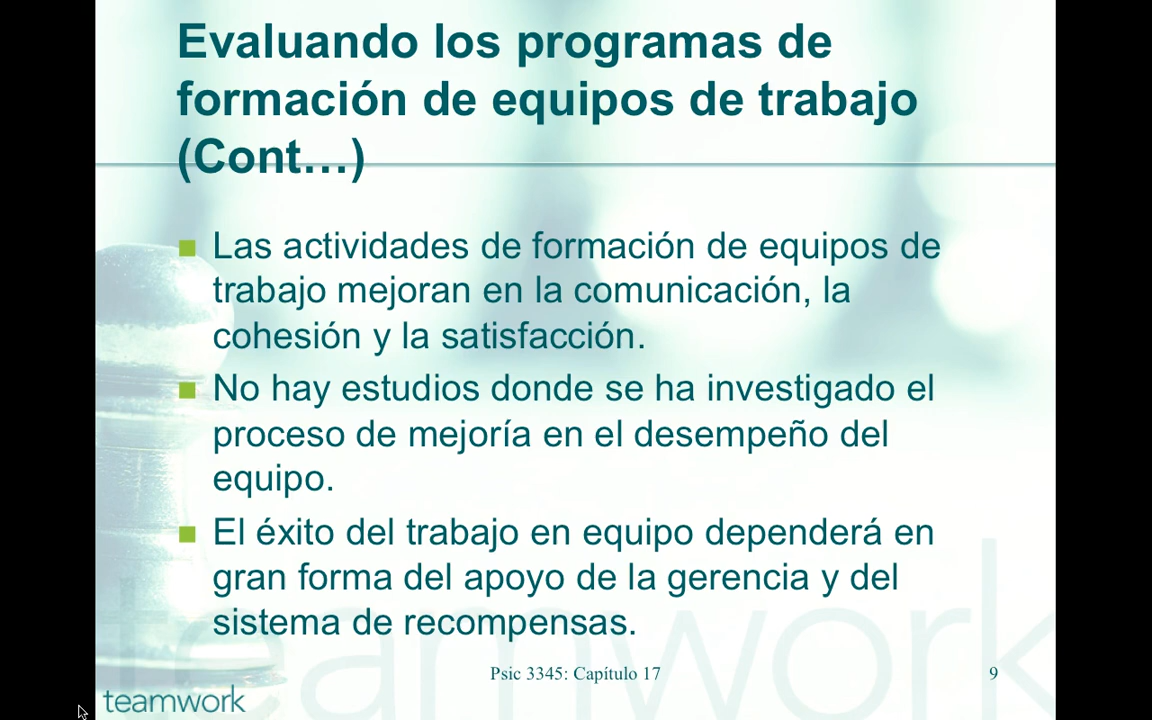 Evaluando los programas de
formación de equipos de trabajo
(Cont…)
Las actividades de formación de equipos de
trabajo mejoran en la comunicación, la
cohesión y la satisfacción.
No hay estudios donde se ha investigado el
proceso de mejoría en el desempeño del
equipo.
El éxito del trabajo en equipo dependerá en
gran forma del apoyo de la gerencia y del
sistema de recompensas.
teamwork
Psic 3345: Capítulo 17
9
teamwork